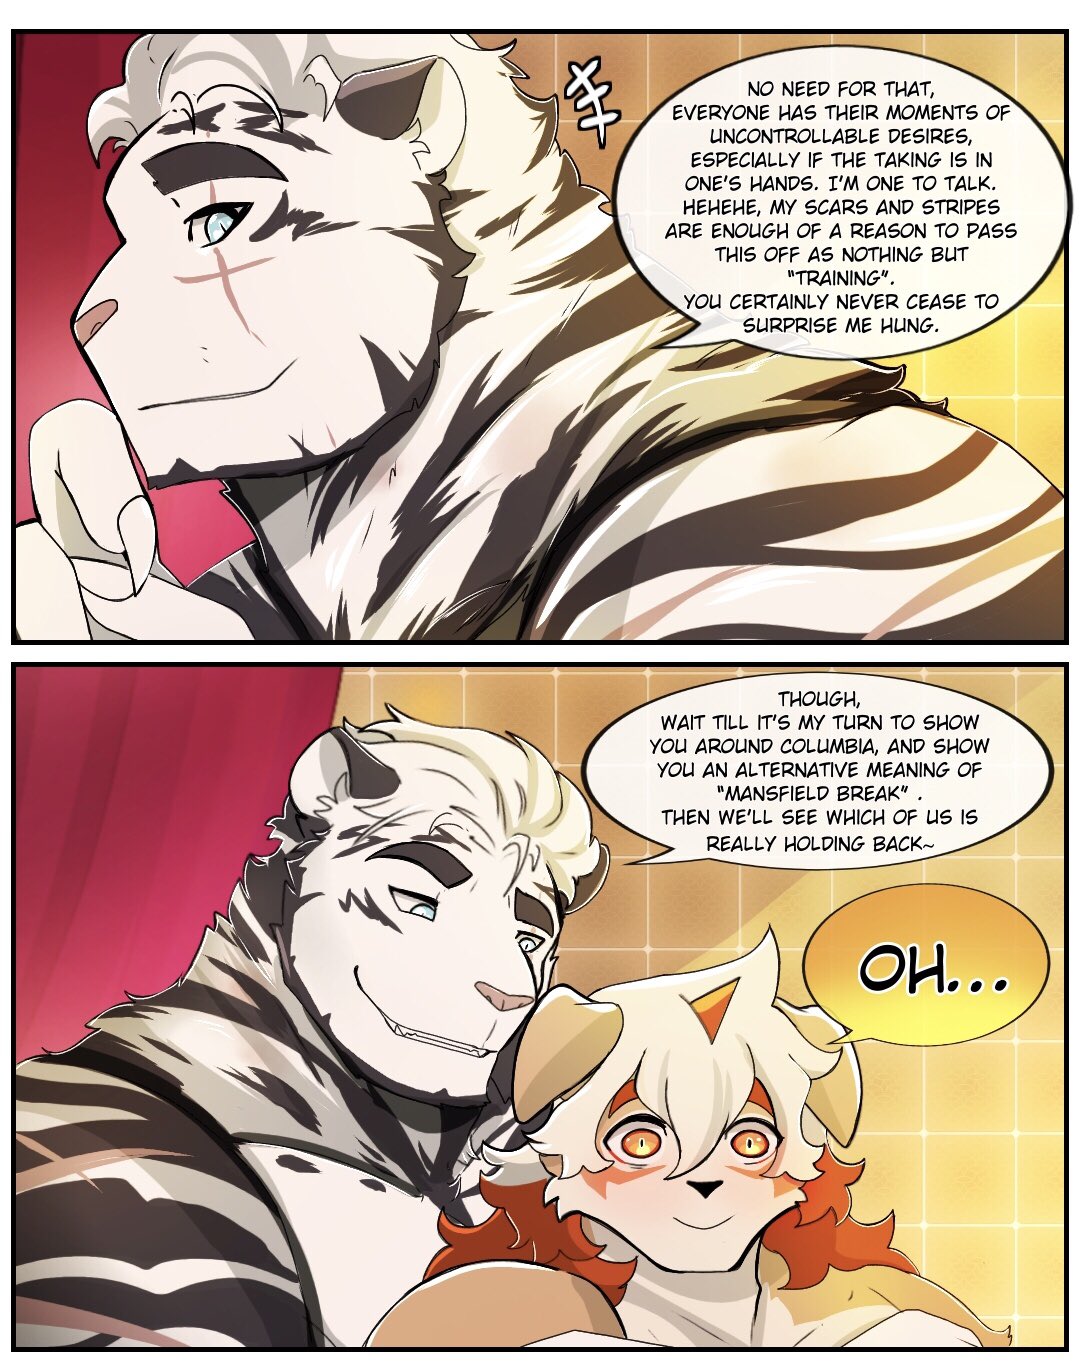 NO NEED FOR THAT,
EVERYONE HAS THEIR MOMENTS OF
UNCONTROLLABLE DESIRES,
ESPECIALLY IF THE TAKING IS IN
ONE'S HANDS. I'M ONE TO TALK.
HEHEHE, MY SCARS AND STRIPES
ARE ENOUGH OF A REASON TO PASS
THIS OFF AS NOTHING BUT
"TRAINING".
YOU CERTAINLY NEVER CEASE TO
SURPRISE ME HUNG.
THOUGH,
WAIT TILL IT'S MY TURN TO SHOW
YOU AROUND COLUMBIA, AND SHOW
YOU AN ALTERNATIVE MEANING OF
"MANSFIELD BREAK" .
THEN WE'LL SEE WHICH OF US IS
REALLY HOLDING BACK~
OH...